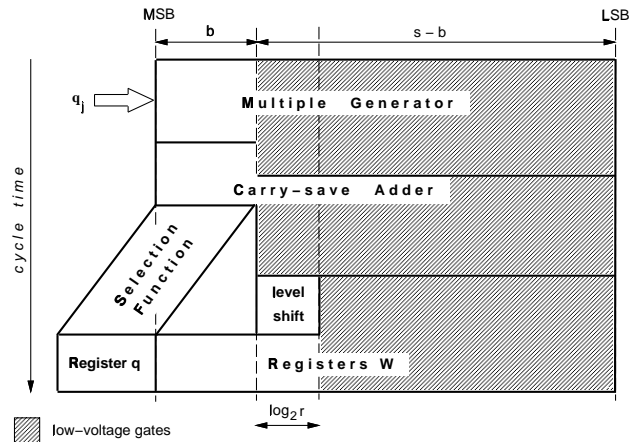 MSB LSB
b s – b
q_j
Multiple Generator
cycle time
Carry–save Adder
Selection
Function
level
shift
Register q
Registers W
log_2 r
low–voltage gates